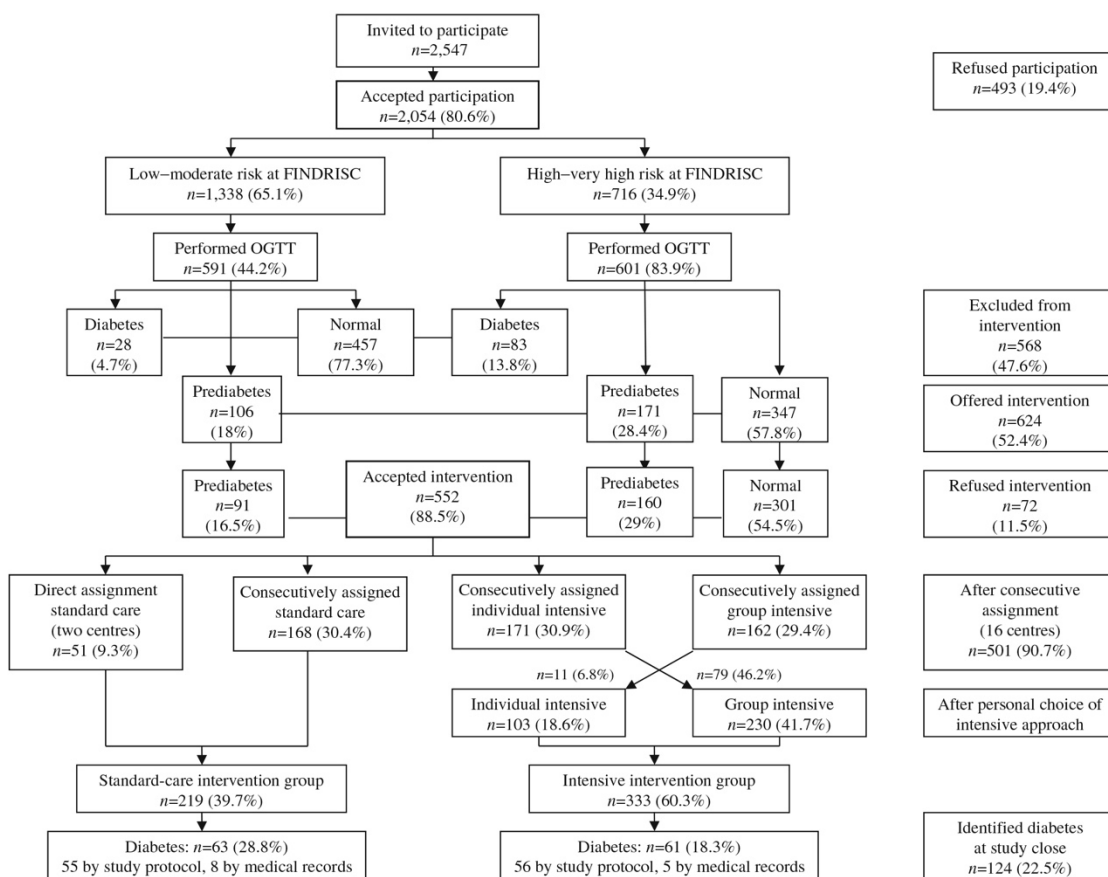 Invited to participate
n=2,547
Refused participation
n=493 (19.4%)
Accepted participation
n=2,054 (80.6%)
Low–moderate risk at FINDRISC
n=1,338 (65.1%)
High–very high risk at FINDRISC
n=716 (34.9%)
Performed OGTT
n=591 (44.2%)
Performed OGTT
n=601 (83.9%)
Diabetes
n=28
(4.7%)
Normal
n=457
(77.3%)
Diabetes
n=83
(13.8%)
Excluded from
intervention
n=568
(47.6%)
Prediabetes
n=106
(18%)
Prediabetes
n=171
(28.4%)
Normal
n=347
(57.8%)
Offered intervention
n=624
(52.4%)
Prediabetes
n=91
(16.5%)
Accepted intervention
n=552
(88.5%)
Prediabetes
n=160
(29%)
Normal
n=301
(54.5%)
Refused intervention
n=72
(11.5%)
Direct assignment
standard care
(two centres)
n=51 (9.3%)
Consecutively assigned
standard care
n=168 (30.4%)
Consecutively assigned
individual intensive
n=171 (30.9%)
Consecutively assigned
group intensive
n=162 (29.4%)
After consecutive
assignment
(16 centres)
n=501 (90.7%)
n=11 (6.8%)
n=79 (46.2%)
Individual intensive
n=103 (18.6%)
Group intensive
n=230 (41.7%)
After personal choice of
intensive approach
Standard-care intervention group
n=219 (39.7%)
Intensive intervention group
n=333 (60.3%)
Diabetes: n=63 (28.8%)
55 by study protocol, 8 by medical records
Diabetes: n=61 (18.3%)
56 by study protocol, 5 by medical records
Identified diabetes
at study close
n=124 (22.5%)